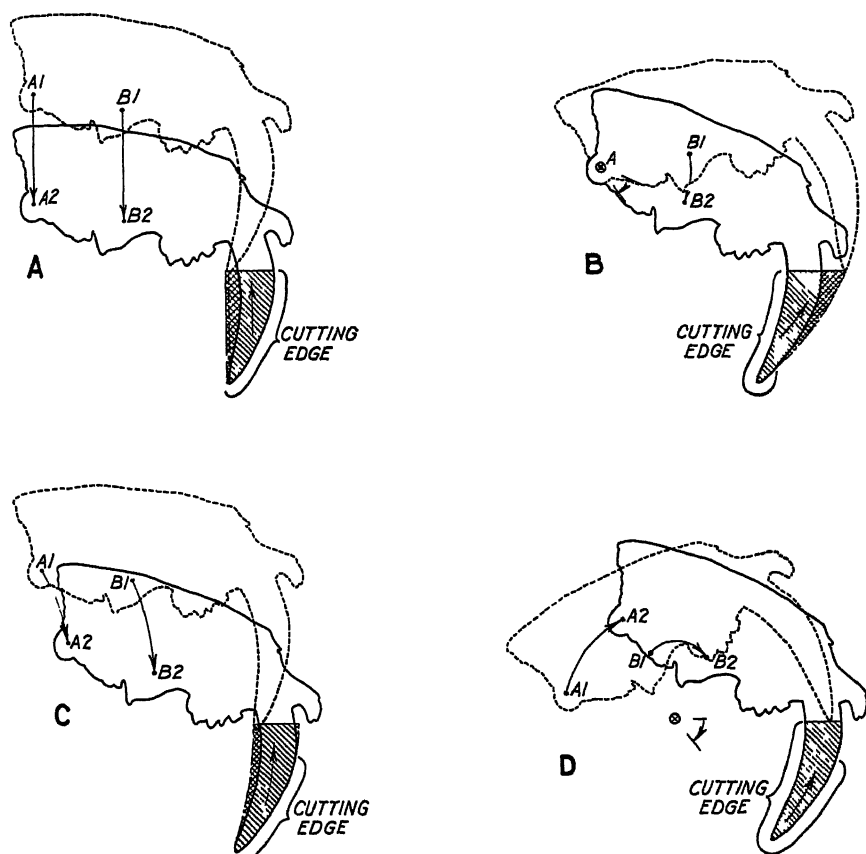 A1
B1
A2
B2
A
CUTTING
EDGE
A
B1
B2
B
CUTTING
EDGE
A1
B1
A2
B2
C
CUTTING
EDGE
A2
B1
B2
A1
D
CUTTING
EDGE